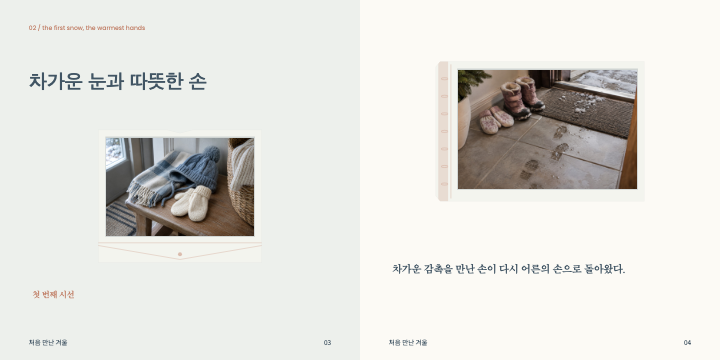 02 / the first snow, the warmest hands
차가운 눈과 따뜻한 손
첫 번째 시선
처음 만난 겨울
03
차가운 감촉을 만난 손이 다시 어른의 손으로 돌아왔다.
처음 만난 겨울
04